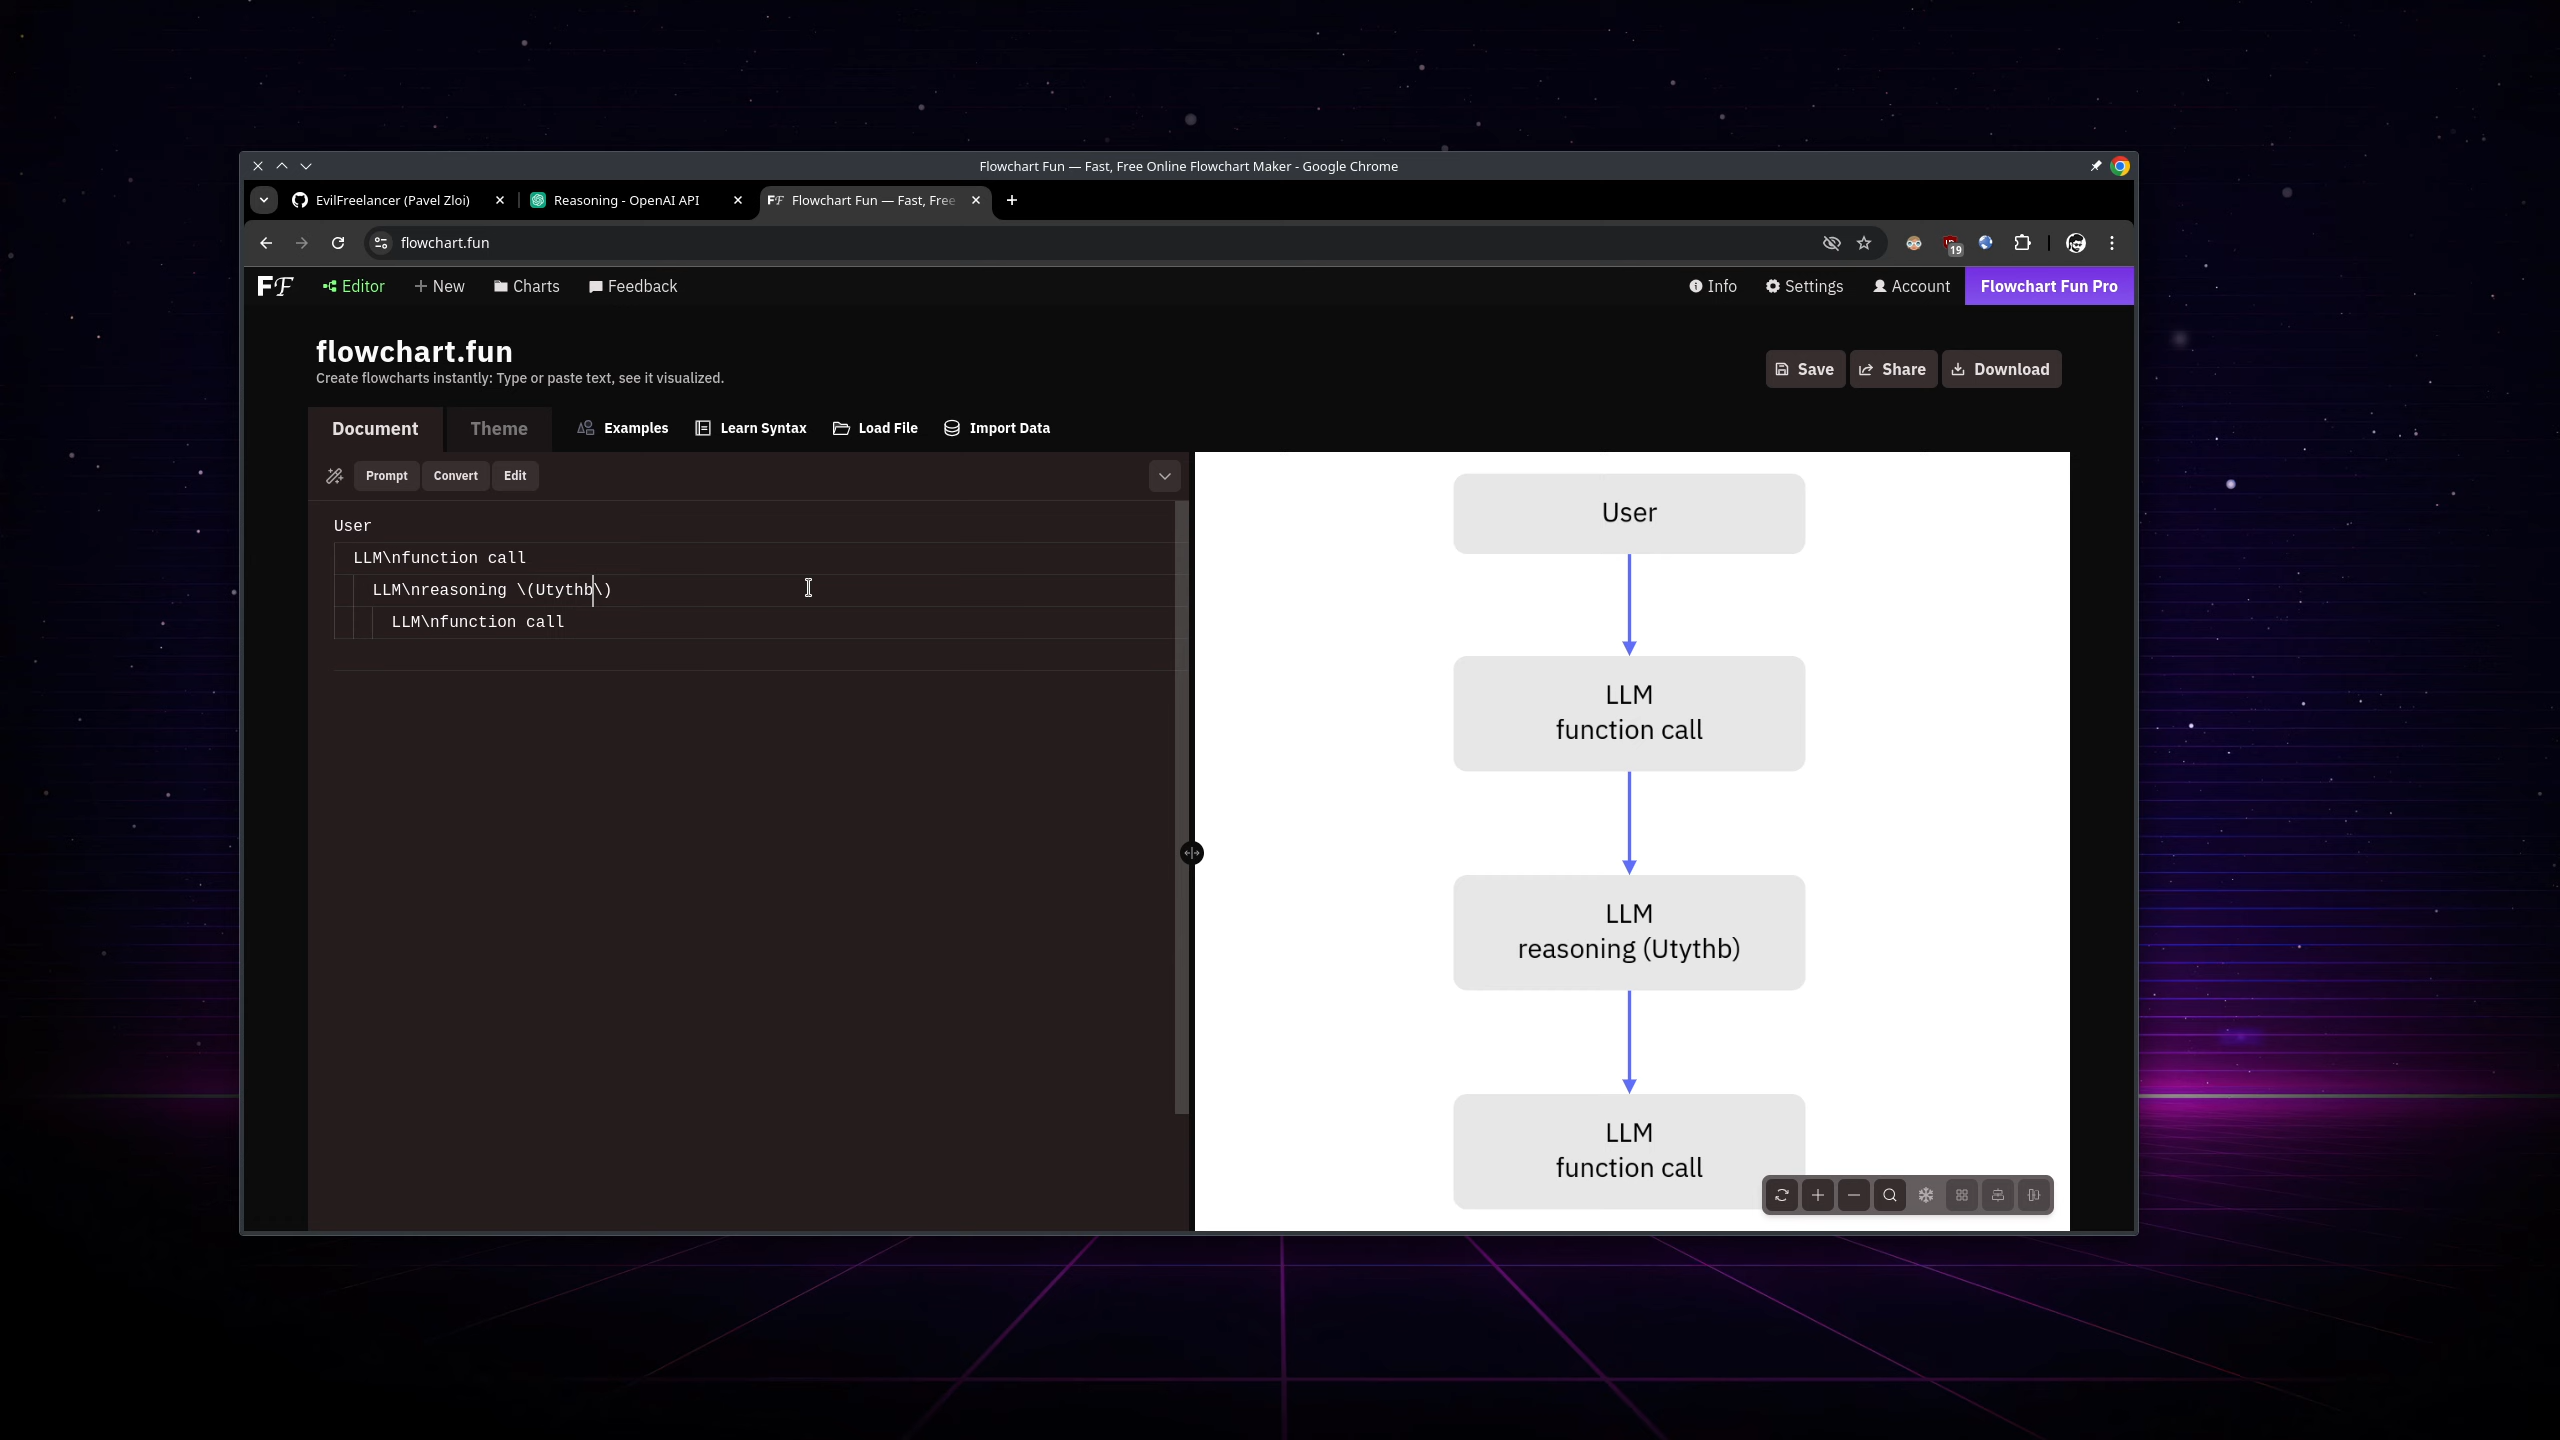 Flowchart Fun — Fast, Free Online Flowchart Maker - Google Chrome
EvilFreelancer (Pavel Zloi)
Reasoning - OpenAI API
Flowchart Fun — Fast, Free
flowchart.fun
19
FF
Editor
New
Charts
Feedback
Info
Settings
Account
Flowchart Fun Pro
flowchart.fun
Create flowcharts instantly: Type or paste text, see it visualized.
Save
Share
Download
Document
Theme
Examples
Learn Syntax
Load File
Import Data
Prompt
Convert
Edit
User
LLM\nfunction call
LLM\nreasoning \(Utythb\)
LLM\nfunction call
User
LLM
function call
LLM
reasoning (Utythb)
LLM
function call